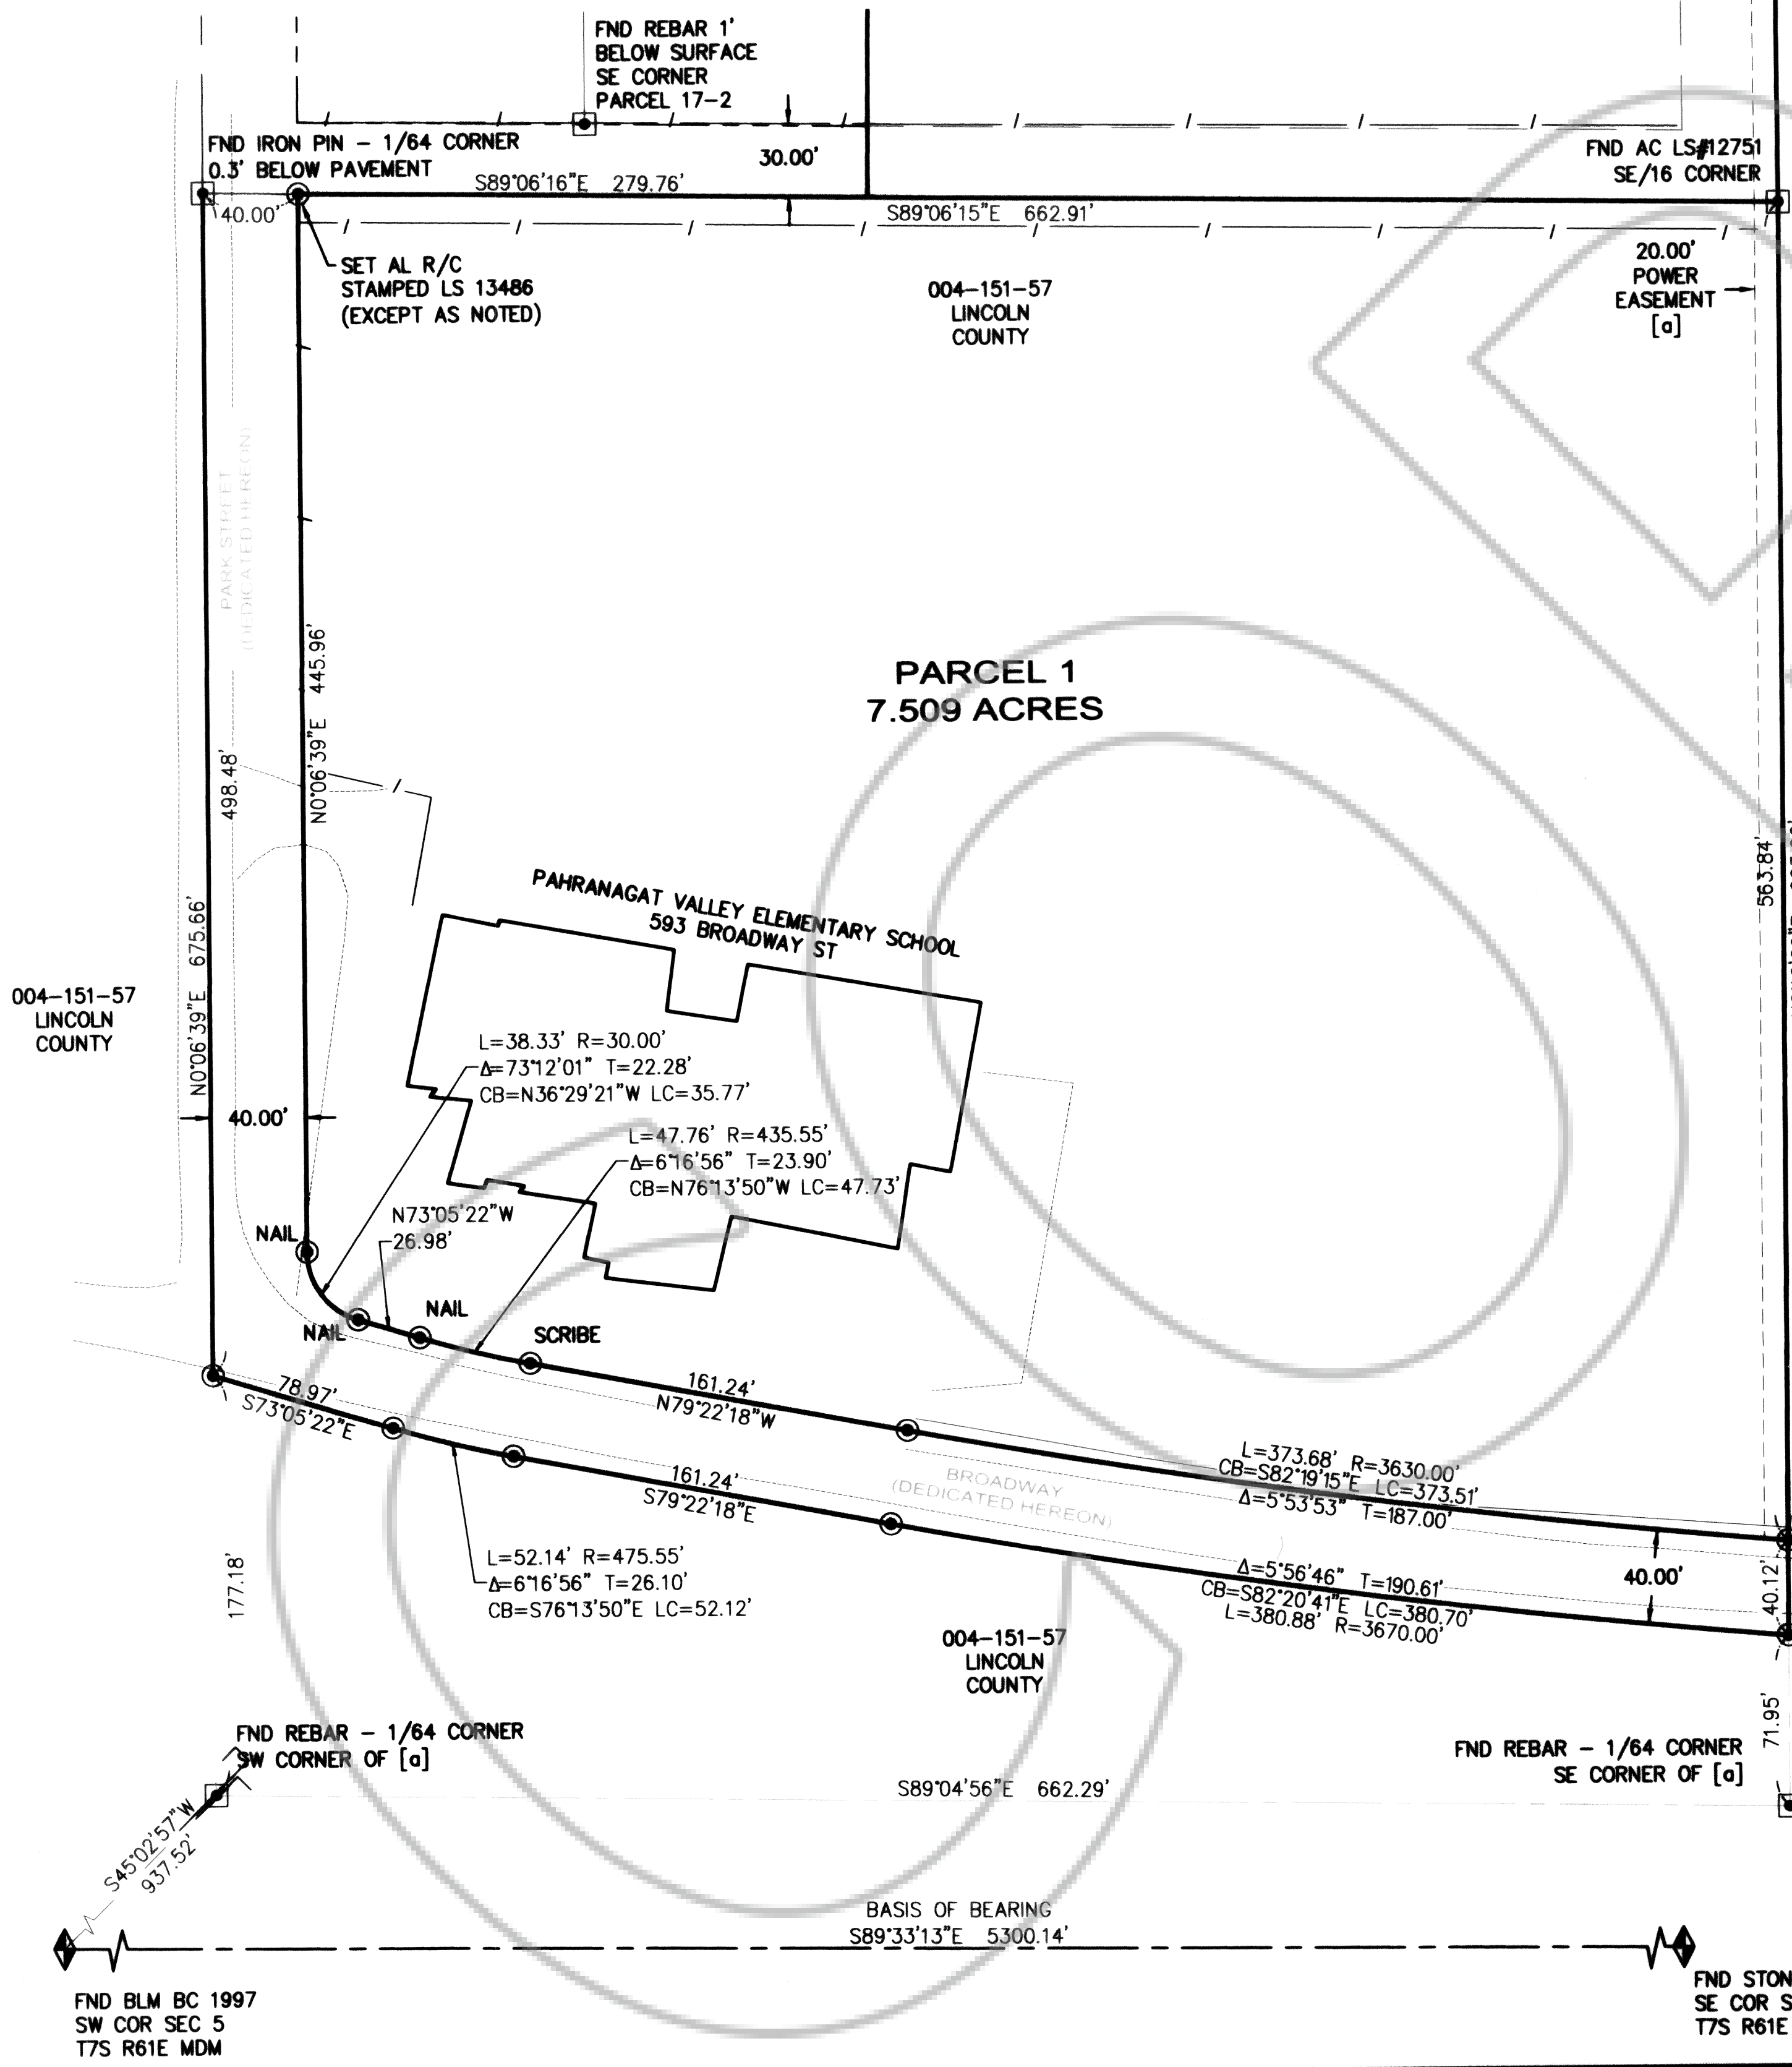 FND REBAR 1'
BELOW SURFACE
SE CORNER
PARCEL 17-2
FND IRON PIN - 1/64 CORNER
0.3' BELOW PAVEMENT
30.00'
FND AC LS#12751
SE/16 CORNER
S89°06'16"E 279.76'
40.00'
S89°06'15"E 662.91'
SET AL R/C
STAMPED LS 13486
(EXCEPT AS NOTED)
004-151-57
LINCOLN
COUNTY
20.00'
POWER
EASEMENT
[a]
PARK STREET
(DEDICATED HEREON)
N0°06'39"E 445.96'
498.48'
PARCEL 1
7.509 ACRES
563.84'
PAHRANAGAT VALLEY ELEMENTARY SCHOOL
593 BROADWAY ST
N0°06'39"E 675.66'
004-151-57
LINCOLN
COUNTY
L=38.33' R=30.00'
Δ=73°12'01" T=22.28'
CB=N36°29'21"W LC=35.77'
40.00'
L=47.76' R=435.55'
Δ=6°16'56" T=23.90'
CB=N76°13'50"W LC=47.73'
N73°05'22"W
26.98'
NAIL
NAIL
NAIL
SCRIBE
78.97'
S73°05'22"E
161.24'
N79°22'18"W
161.24'
S79°22'18"E
BROADWAY
(DEDICATED HEREON)
L=373.68' R=3630.00'
CB=S82°19'15"E LC=373.51'
Δ=5°53'53" T=187.00'
Δ=5°56'46" T=190.61'
CB=S82°20'41"E LC=380.70'
L=380.88' R=3670.00'
40.00'
40.12'
L=52.14' R=475.55'
Δ=6°16'56" T=26.10'
CB=S76°13'50"E LC=52.12'
177.18'
004-151-57
LINCOLN
COUNTY
71.95'
FND REBAR - 1/64 CORNER
SW CORNER OF [a]
FND REBAR - 1/64 CORNER
SE CORNER OF [a]
S89°04'56"E 662.29'
S45°02'57"W
937.52'
BASIS OF BEARING
S89°33'13"E 5300.14'
FND BLM BC 1997
SW COR SEC 5
T7S R61E MDM
FND STON
SE COR S
T7S R61E